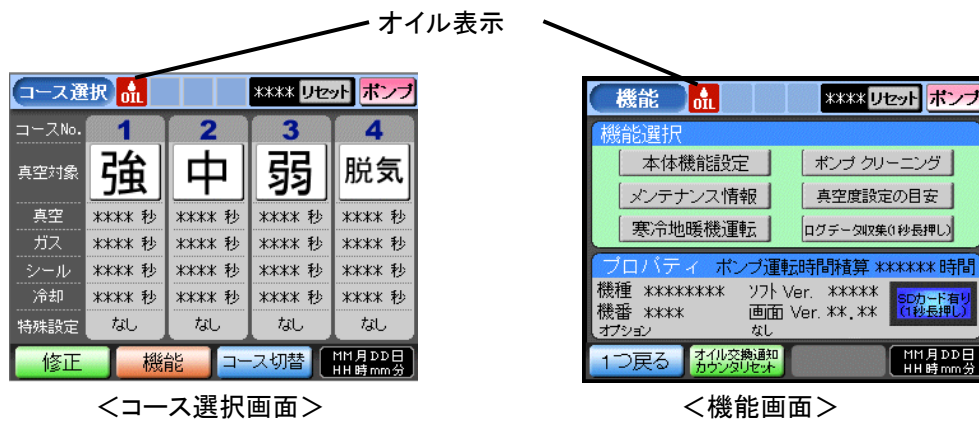 オイル表示
コース選択 OIL **** リセット ポンプ
コースNo. 1 2 3 4
真空対象 強 中 弱 脱気
真空 **** 秒 **** 秒 **** 秒 **** 秒
ガス **** 秒 **** 秒 **** 秒 **** 秒
シール **** 秒 **** 秒 **** 秒 **** 秒
冷却 **** 秒 **** 秒 **** 秒 **** 秒
特殊設定 なし なし なし なし
修正 機能 コース切替 MM月DD日
HH時mm分
＜コース選択画面＞
機能 OIL **** リセット ポンプ
機能選択
本体機能設定 ポンプ クリーニング
メンテナンス情報 真空度設定の目安
寒冷地暖機運転 ログデータ収集(1秒長押し)
プロパティ ポンプ運転時間積算 ****** 時間
機種 ******** ソフト Ver. *****
SDカード有り
(1秒長押し)
機番 **** 画面 Ver. **.**
オプション なし
1つ戻る オイル交換通知
カウンタリセット
MM月DD日
HH時mm分
＜機能画面＞